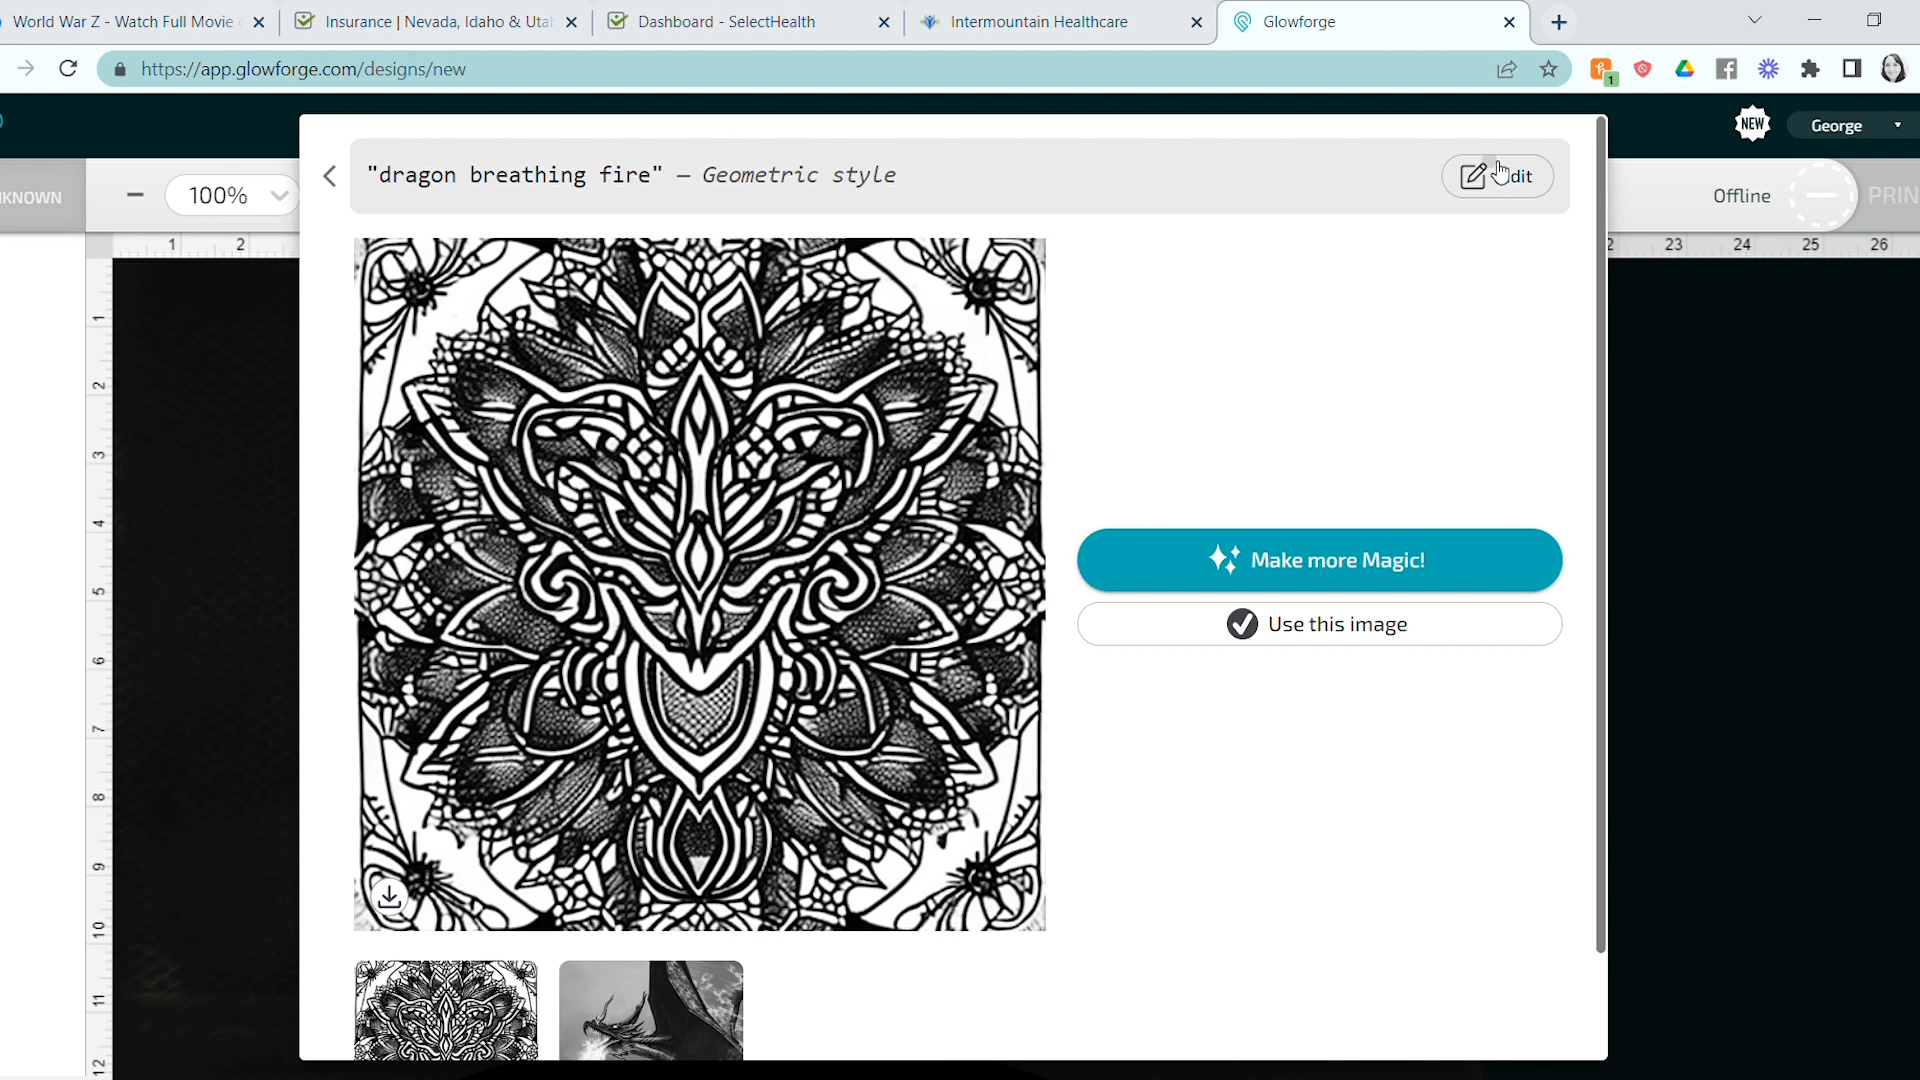 World War Z - Watch Full Movie
Insurance | Nevada, Idaho & Uta
Dashboard - SelectHealth
Intermountain Healthcare
Glowforge
https://app.glowforge.com/designs/new
1
NEW
George
"dragon breathing fire" — Geometric style
dit
KNOWN
100%
Offline
PRIN
1 2
2 23 24 25 26
1
2
3
4
5
6
7
8
9
10
11
12
Make more Magic!
Use this image